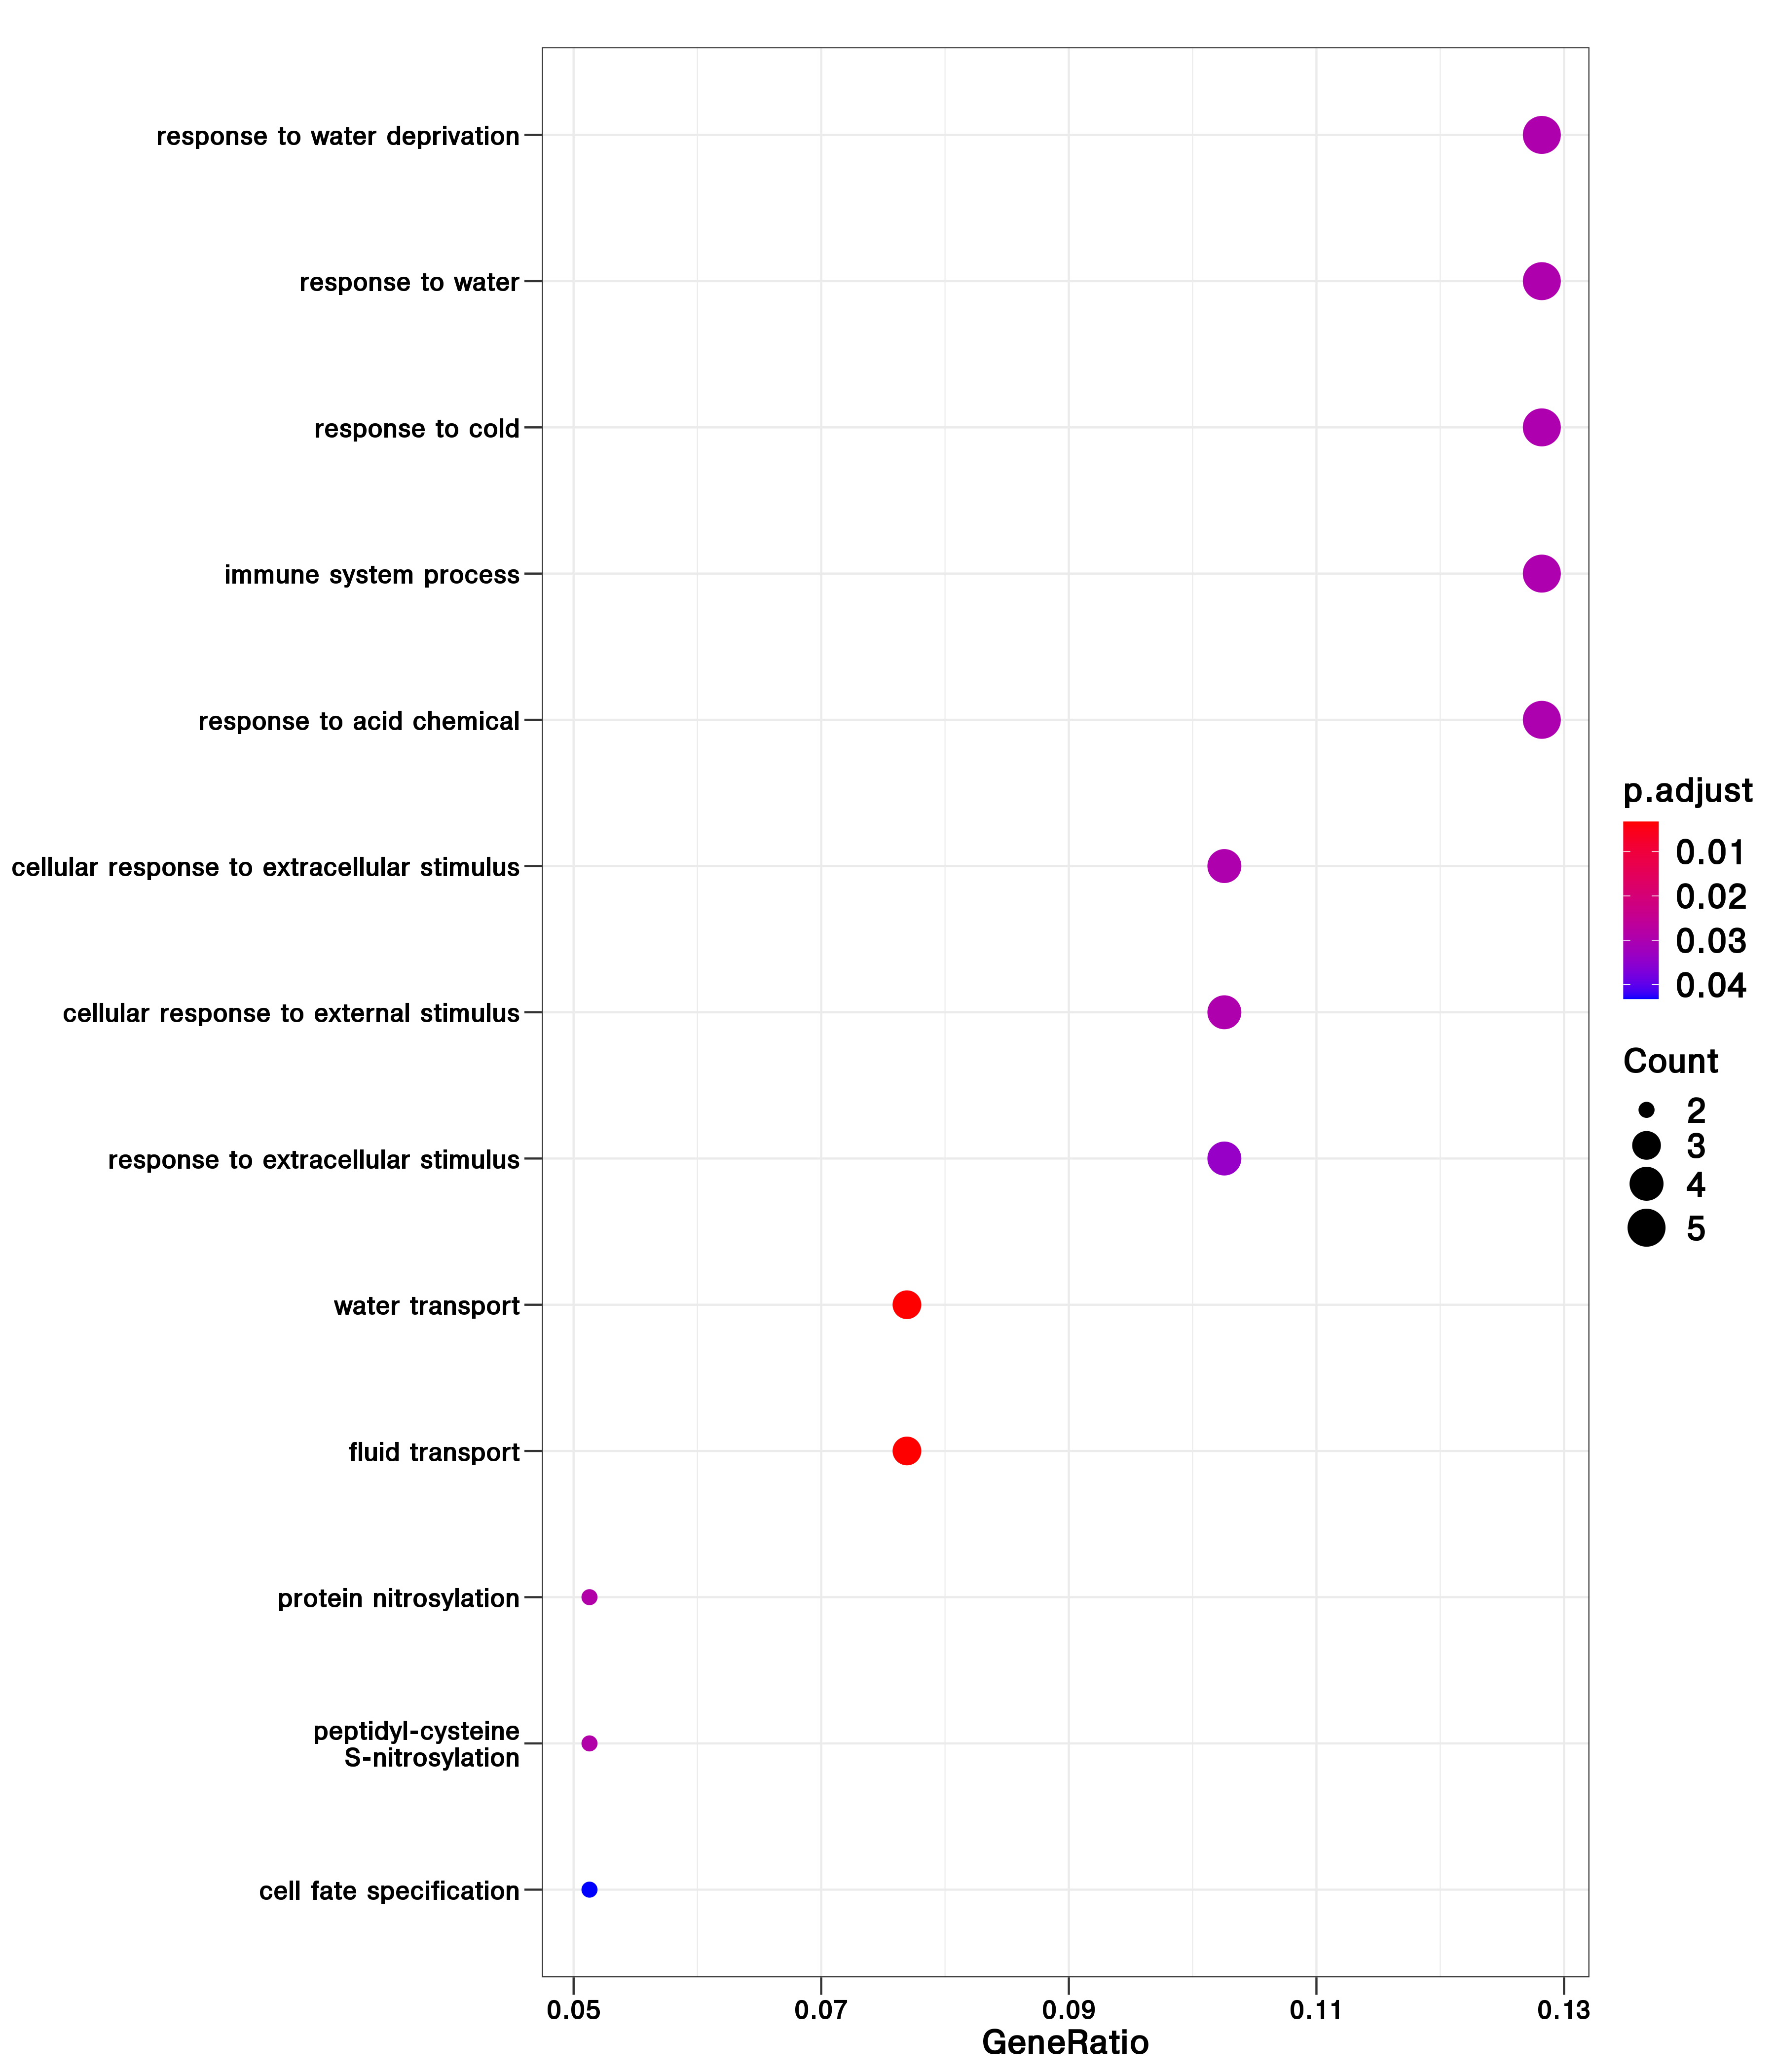 response to water deprivation
response to water
response to cold
immune system process
response to acid chemical
cellular response to extracellular stimulus
cellular response to external stimulus
response to extracellular stimulus
water transport
fluid transport
protein nitrosylation
peptidyl-cysteine
S-nitrosylation
cell fate specification
0.05
0.07
0.09
0.11
0.13
GeneRatio
p.adjust
0.01
0.02
0.03
0.04
Count
2
3
4
5